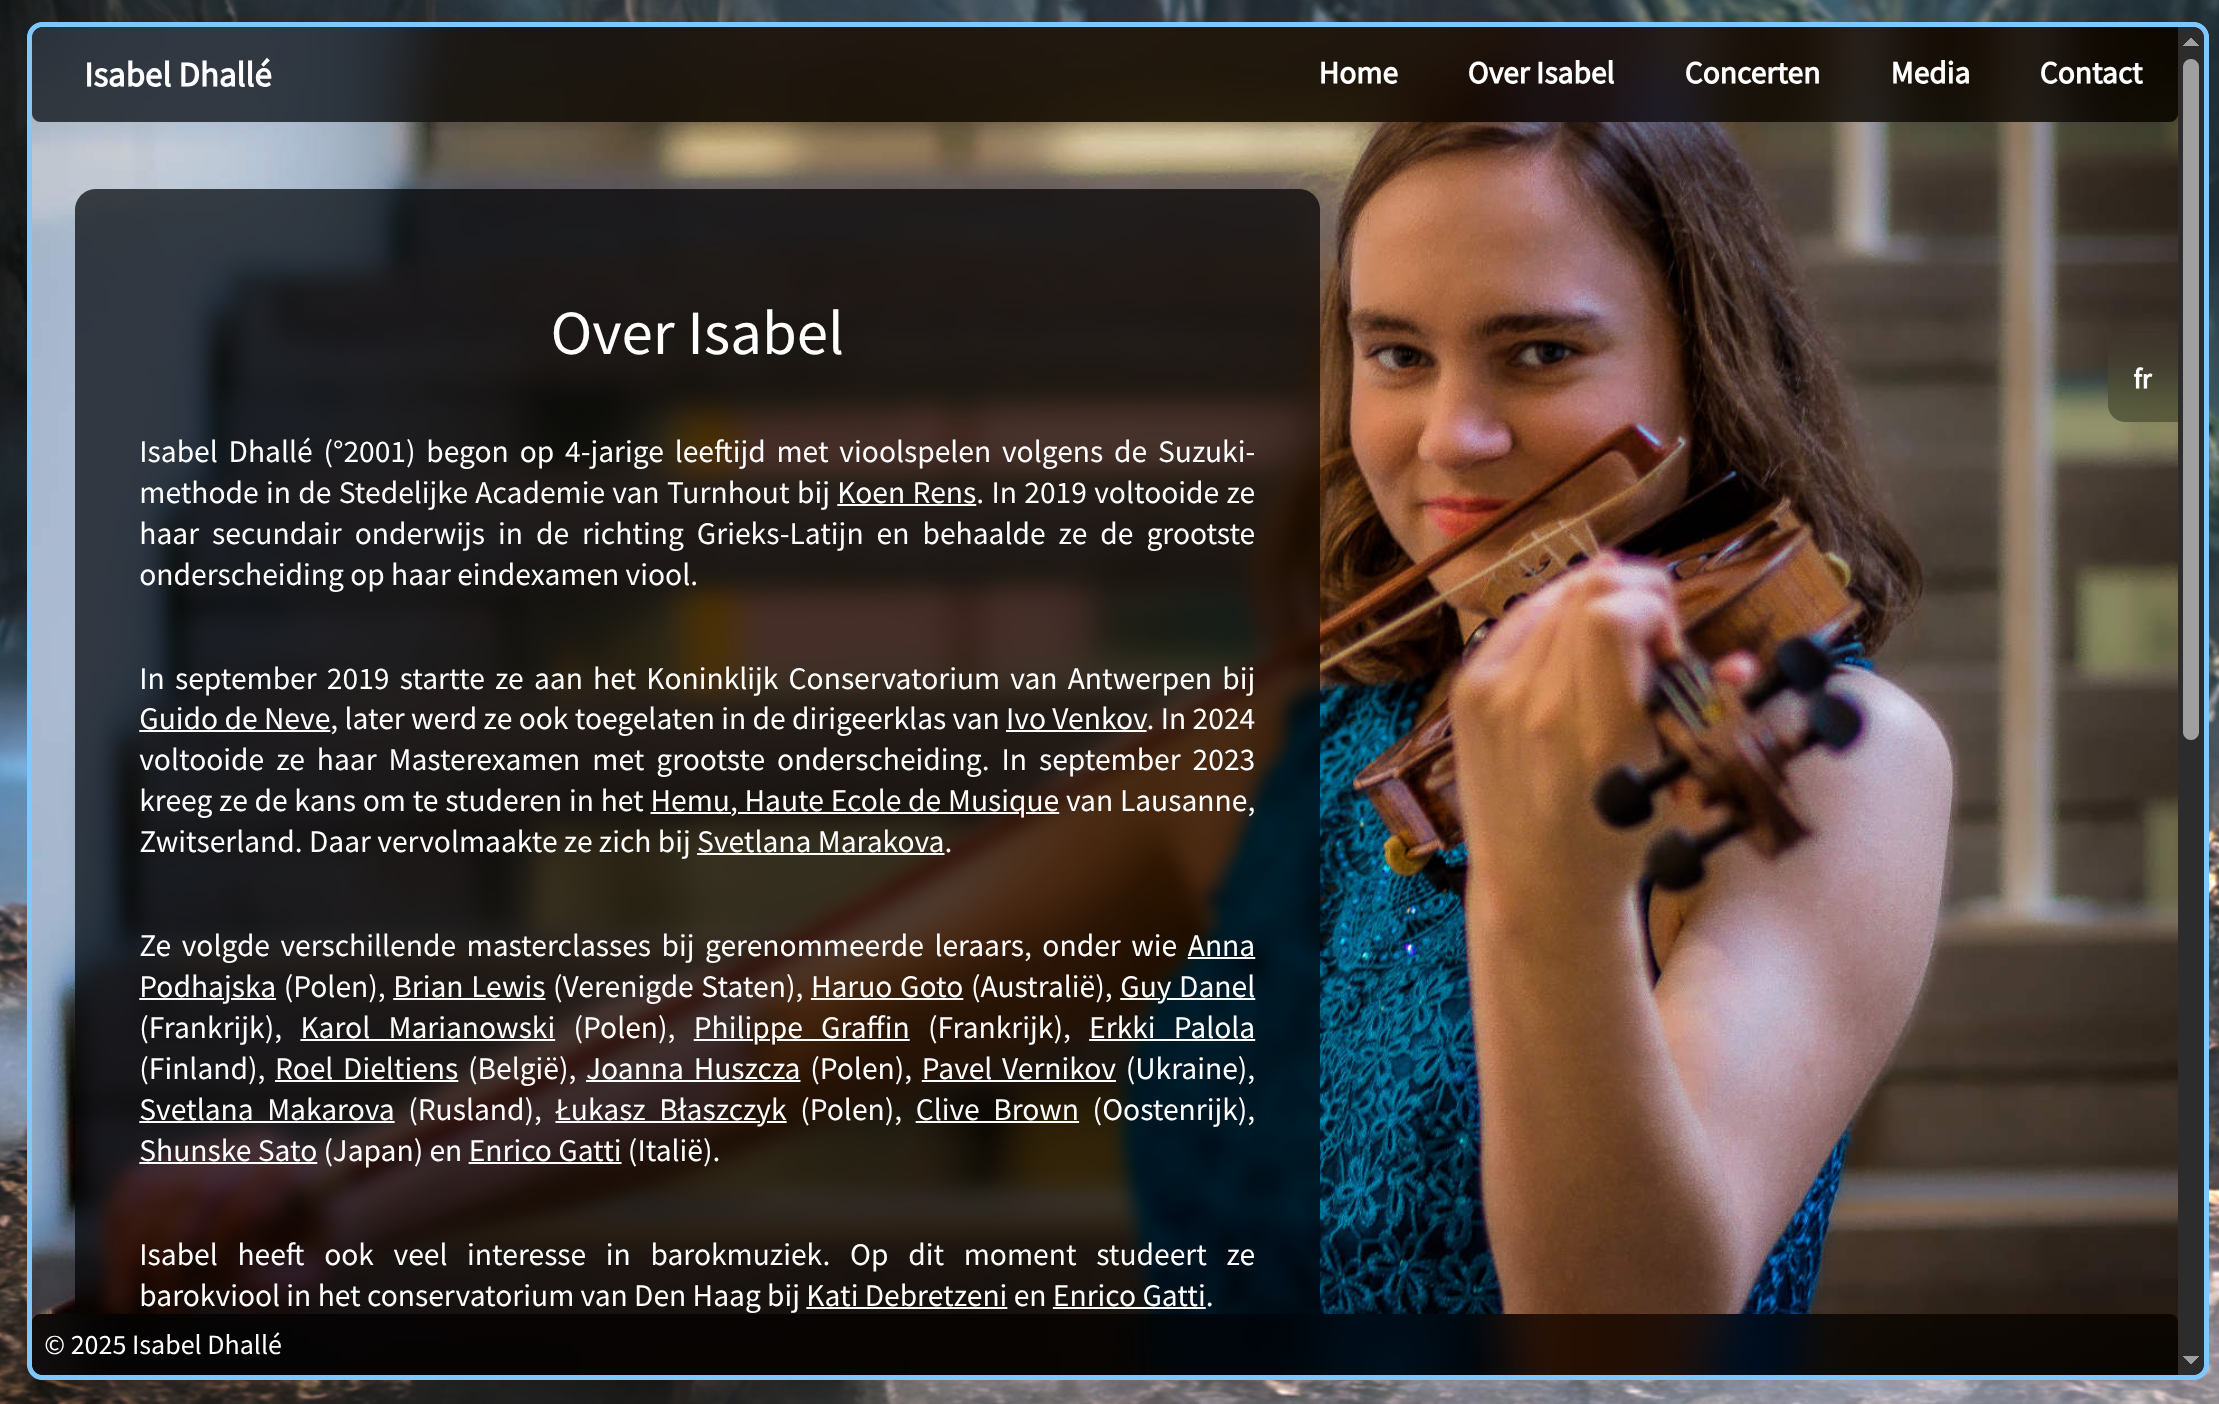 Isabel Dhallé
Home Over Isabel Concerten Media Contact
fr
Over Isabel
Isabel Dhallé (°2001) begon op 4-jarige leeftijd met vioolspelen volgens de Suzuki-
methode in de Stedelijke Academie van Turnhout bij Koen Rens. In 2019 voltooide ze
haar secundair onderwijs in de richting Grieks-Latijn en behaalde ze de grootste
onderscheiding op haar eindexamen viool.
In september 2019 startte ze aan het Koninklijk Conservatorium van Antwerpen bij
Guido de Neve, later werd ze ook toegelaten in de dirigeerklas van Ivo Venkov. In 2024
voltooide ze haar Masterexamen met grootste onderscheiding. In september 2023
kreeg ze de kans om te studeren in het Hemu, Haute Ecole de Musique van Lausanne,
Zwitserland. Daar vervolmaakte ze zich bij Svetlana Marakova.
Ze volgde verschillende masterclasses bij gerenommeerde leraars, onder wie Anna
Podhajska (Polen), Brian Lewis (Verenigde Staten), Haruo Goto (Australië), Guy Danel
(Frankrijk), Karol Marianowski (Polen), Philippe Graffin (Frankrijk), Erkki Palola
(Finland), Roel Dieltiens (België), Joanna Huszcza (Polen), Pavel Vernikov (Ukraine),
Svetlana Makarova (Rusland), Łukasz Błaszczyk (Polen), Clive Brown (Oostenrijk),
Shunske Sato (Japan) en Enrico Gatti (Italië).
Isabel heeft ook veel interesse in barokmuziek. Op dit moment studeert ze
barokviool in het conservatorium van Den Haag bij Kati Debretzeni en Enrico Gatti.
© 2025 Isabel Dhallé